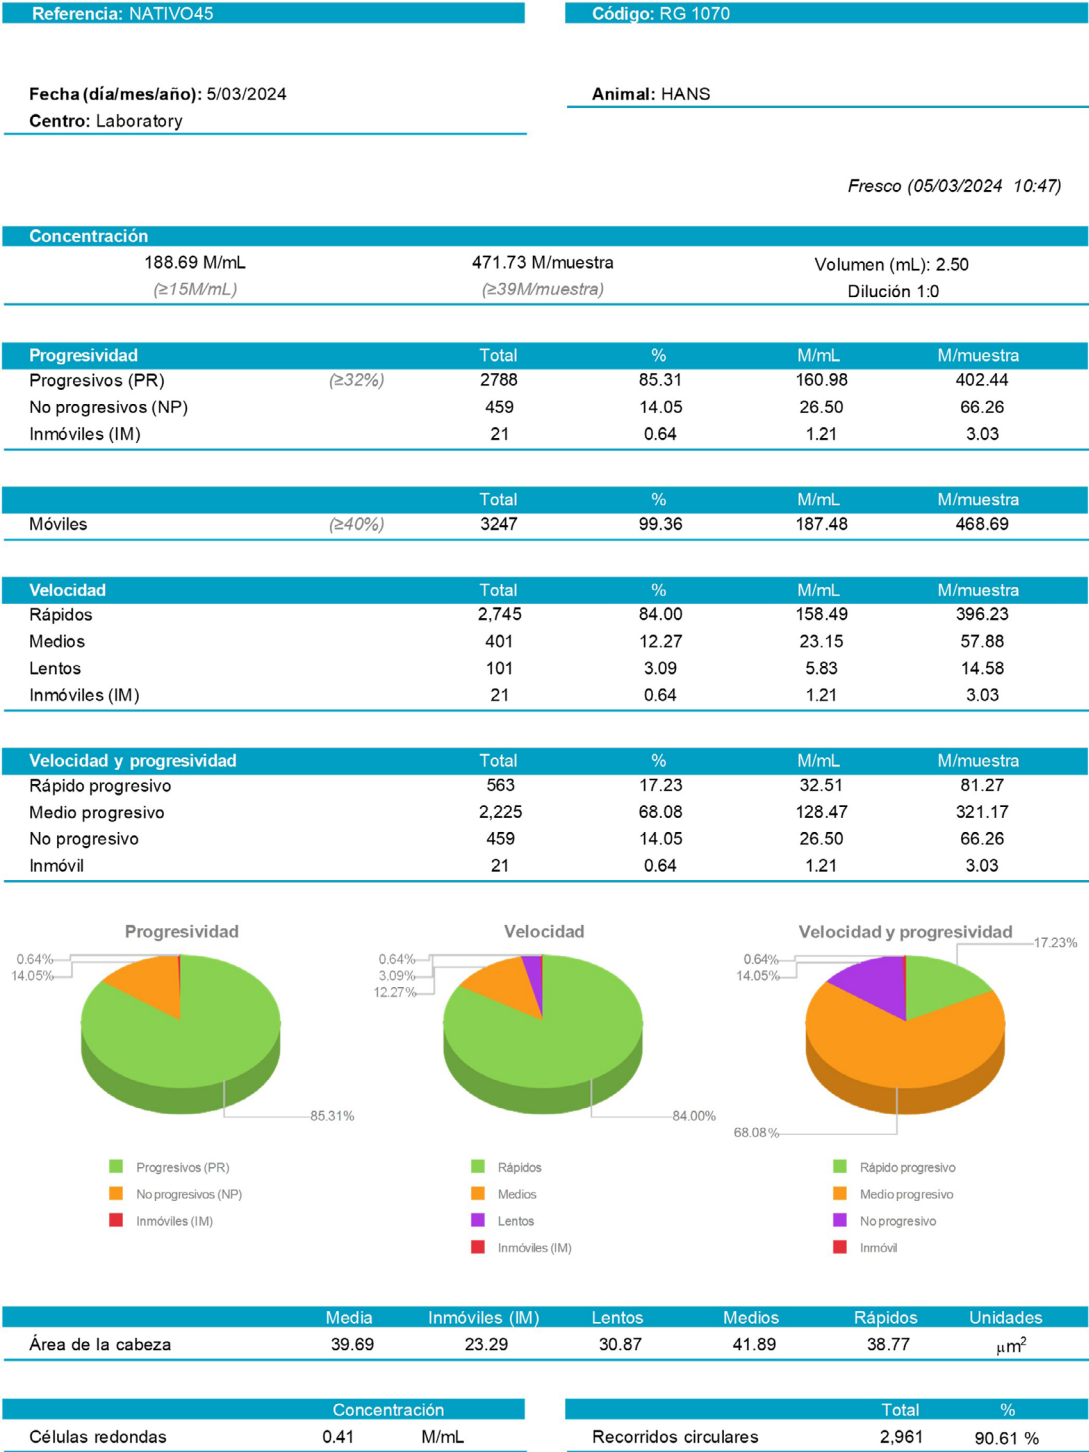 Referencia: NATIVO45 Código: RG 1070
Fecha (día/mes/año): 5/03/2024 Animal: HANS
Centro: Laboratory
Fresco (05/03/2024 10:47)
Concentración
188.69 M/mL 471.73 M/muestra Volumen (mL): 2.50
(≥15M/mL) (≥39M/muestra) Dilución 1:0
Progresividad Total % M/mL M/muestra
Progresivos (PR) (≥32%) 2788 85.31 160.98 402.44
No progresivos (NP) 459 14.05 26.50 66.26
Inmóviles (IM) 21 0.64 1.21 3.03
Total % M/mL M/muestra
Móviles (≥40%) 3247 99.36 187.48 468.69
Velocidad Total % M/mL M/muestra
Rápidos 2,745 84.00 158.49 396.23
Medios 401 12.27 23.15 57.88
Lentos 101 3.09 5.83 14.58
Inmóviles (IM) 21 0.64 1.21 3.03
Velocidad y progresividad Total % M/mL M/muestra
Rápido progresivo 563 17.23 32.51 81.27
Medio progresivo 2,225 68.08 128.47 321.17
No progresivo 459 14.05 26.50 66.26
Inmóvil 21 0.64 1.21 3.03
Progresividad
0.64%
14.05%
85.31%
Progresivos (PR)
No progresivos (NP)
Inmóviles (IM)
Velocidad
0.64%
3.09%
12.27%
84.00%
Rápidos
Medios
Lentos
Inmóviles (IM)
Velocidad y progresividad
17.23%
0.64%
14.05%
68.08%
Rápido progresivo
Medio progresivo
No progresivo
Inmóvil
Media Inmóviles (IM) Lentos Medios Rápidos Unidades
Área de la cabeza 39.69 23.29 30.87 41.89 38.77 µm²
Concentración
Células redondas 0.41 M/mL
Total %
Recorridos circulares 2,961 90.61 %